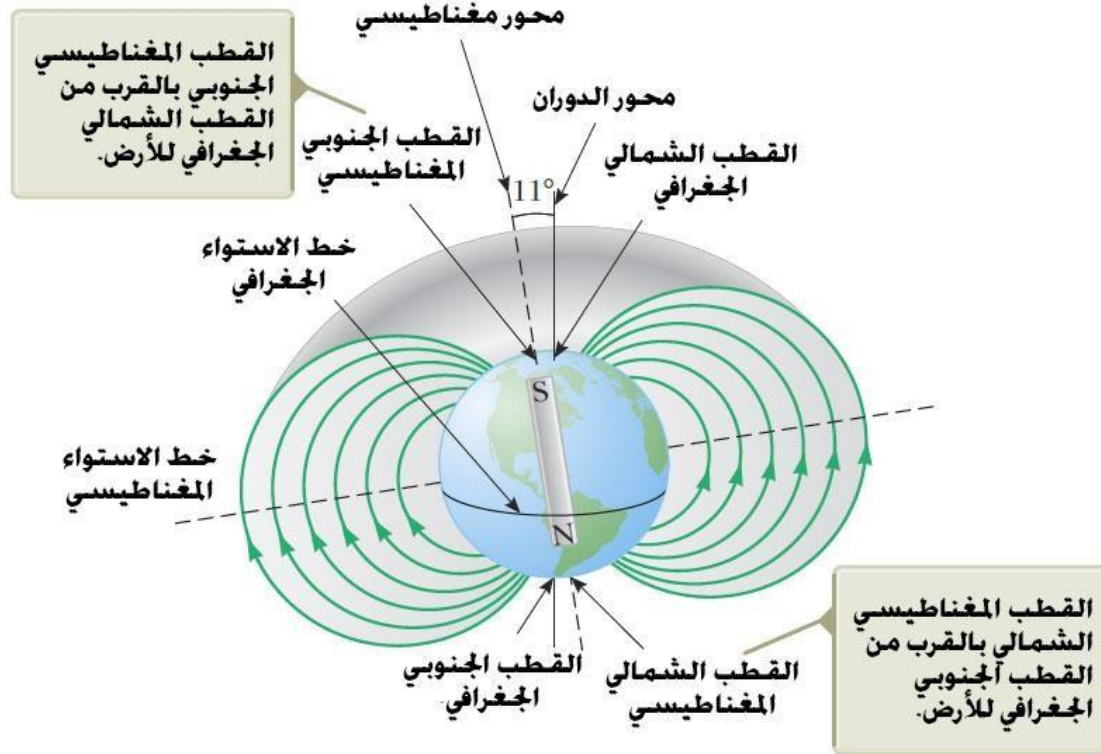 محور مغناطيسي
القطب المغناطيسي
الجنوبي بالقرب من
القطب الشمالي
الجغرافي للأرض.
محور الدوران
القطب الجنوبي
المغناطيسي
القطب الشمالي
الجغرافي
11°
خط الاستواء
الجغرافي
S
خط الاستواء
المغناطيسي
N
القطب الجنوبي
الجغرافي
القطب الشمالي
المغناطيسي
القطب المغناطيسي
الشمالي بالقرب من
القطب الجنوبي
الجغرافي للأرض.